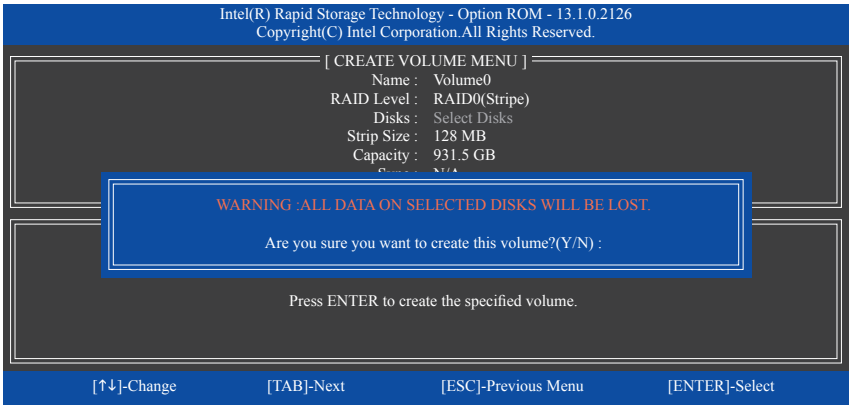 Intel(R) Rapid Storage Technology - Option ROM - 13.1.0.2126
Copyright(C) Intel Corporation.All Rights Reserved.
[ CREATE VOLUME MENU ]
Name : Volume0
RAID Level : RAID0(Stripe)
Disks : Select Disks
Strip Size : 128 MB
Capacity : 931.5 GB
Sync : N/A
WARNING :ALL DATA ON SELECTED DISKS WILL BE LOST.
Are you sure you want to create this volume?(Y/N) :
Press ENTER to create the specified volume.
[↑↓]-Change [TAB]-Next [ESC]-Previous Menu [ENTER]-Select